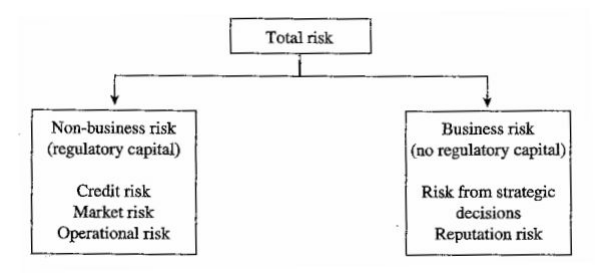 Total risk
Non-business risk
(regulatory capital)
Credit risk
Market risk
Operational risk
Business risk
(no regulatory capital)
Risk from strategic
decisions
Reputation risk